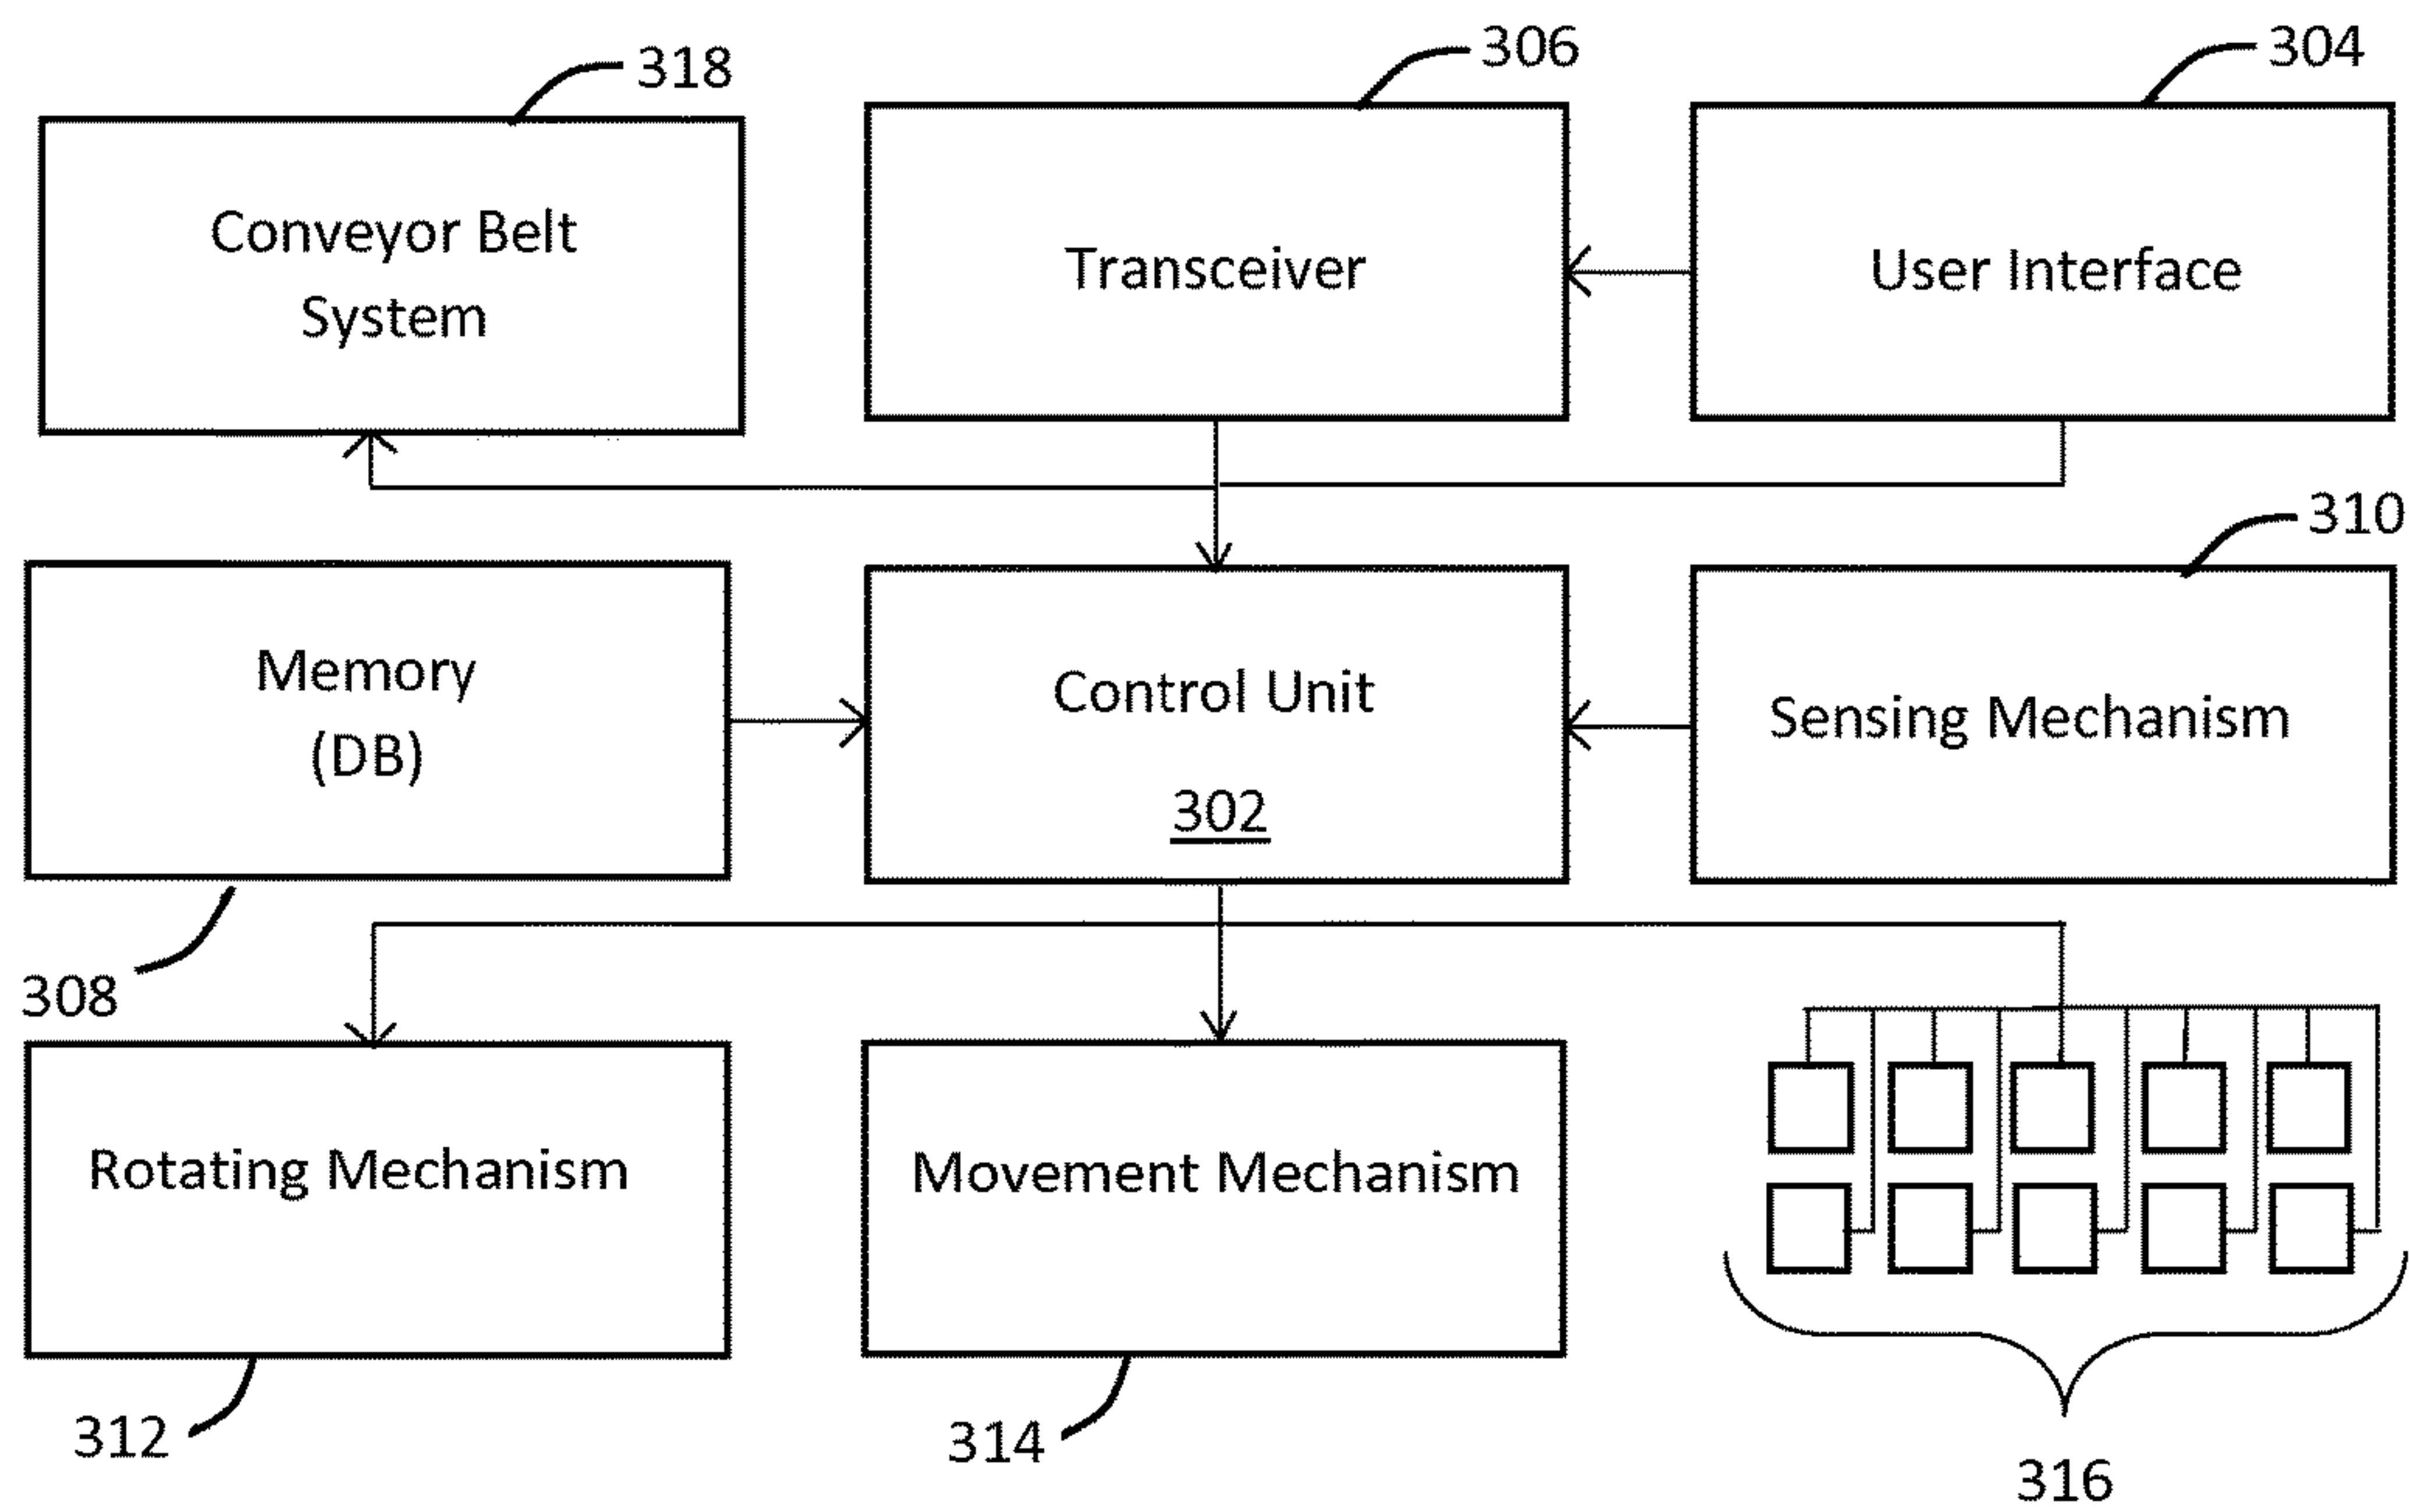 318
306
304
Conveyor Belt
System
Transceiver
User Interface
310
Memory
(DB)
Control Unit
302
Sensing Mechanism
308
Rotating Mechanism
Movement Mechanism
312
314
316